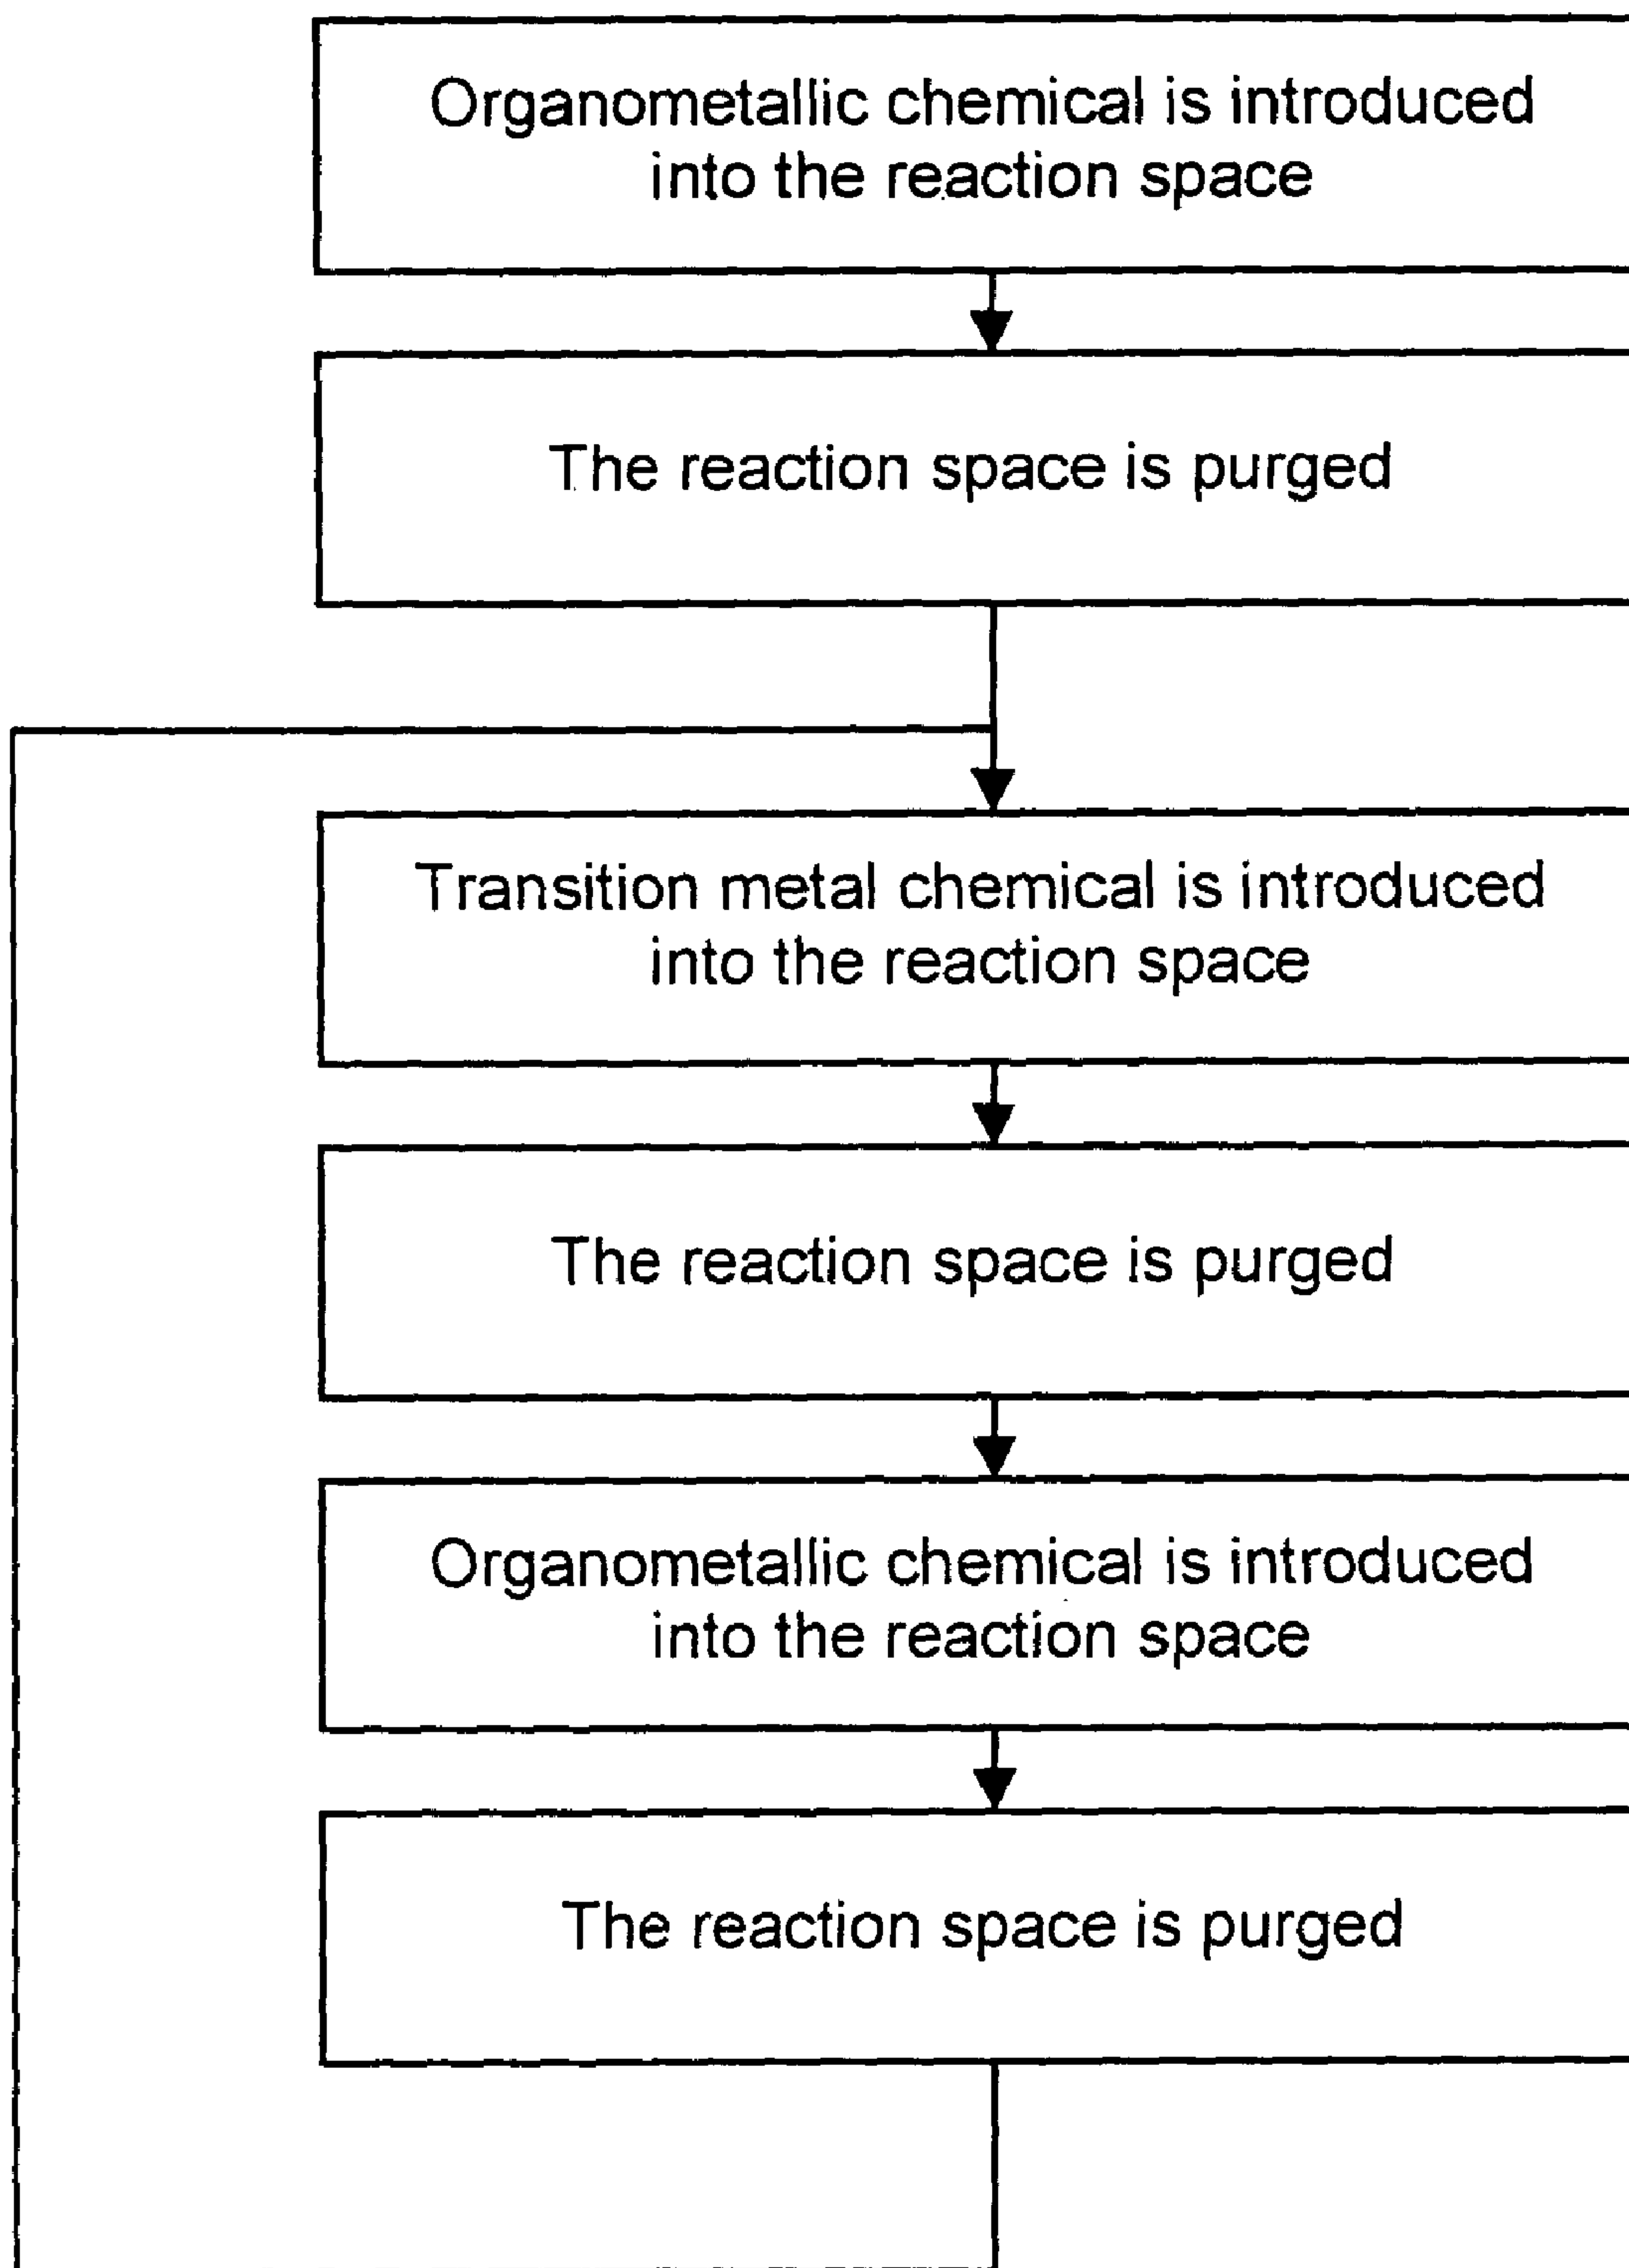 Organometallic chemical is introduced
into the reaction space
The reaction space is purged
Transition metal chemical is introduced
into the reaction space
The reaction space is purged
Organometallic chemical is introduced
into the reaction space
The reaction space is purged